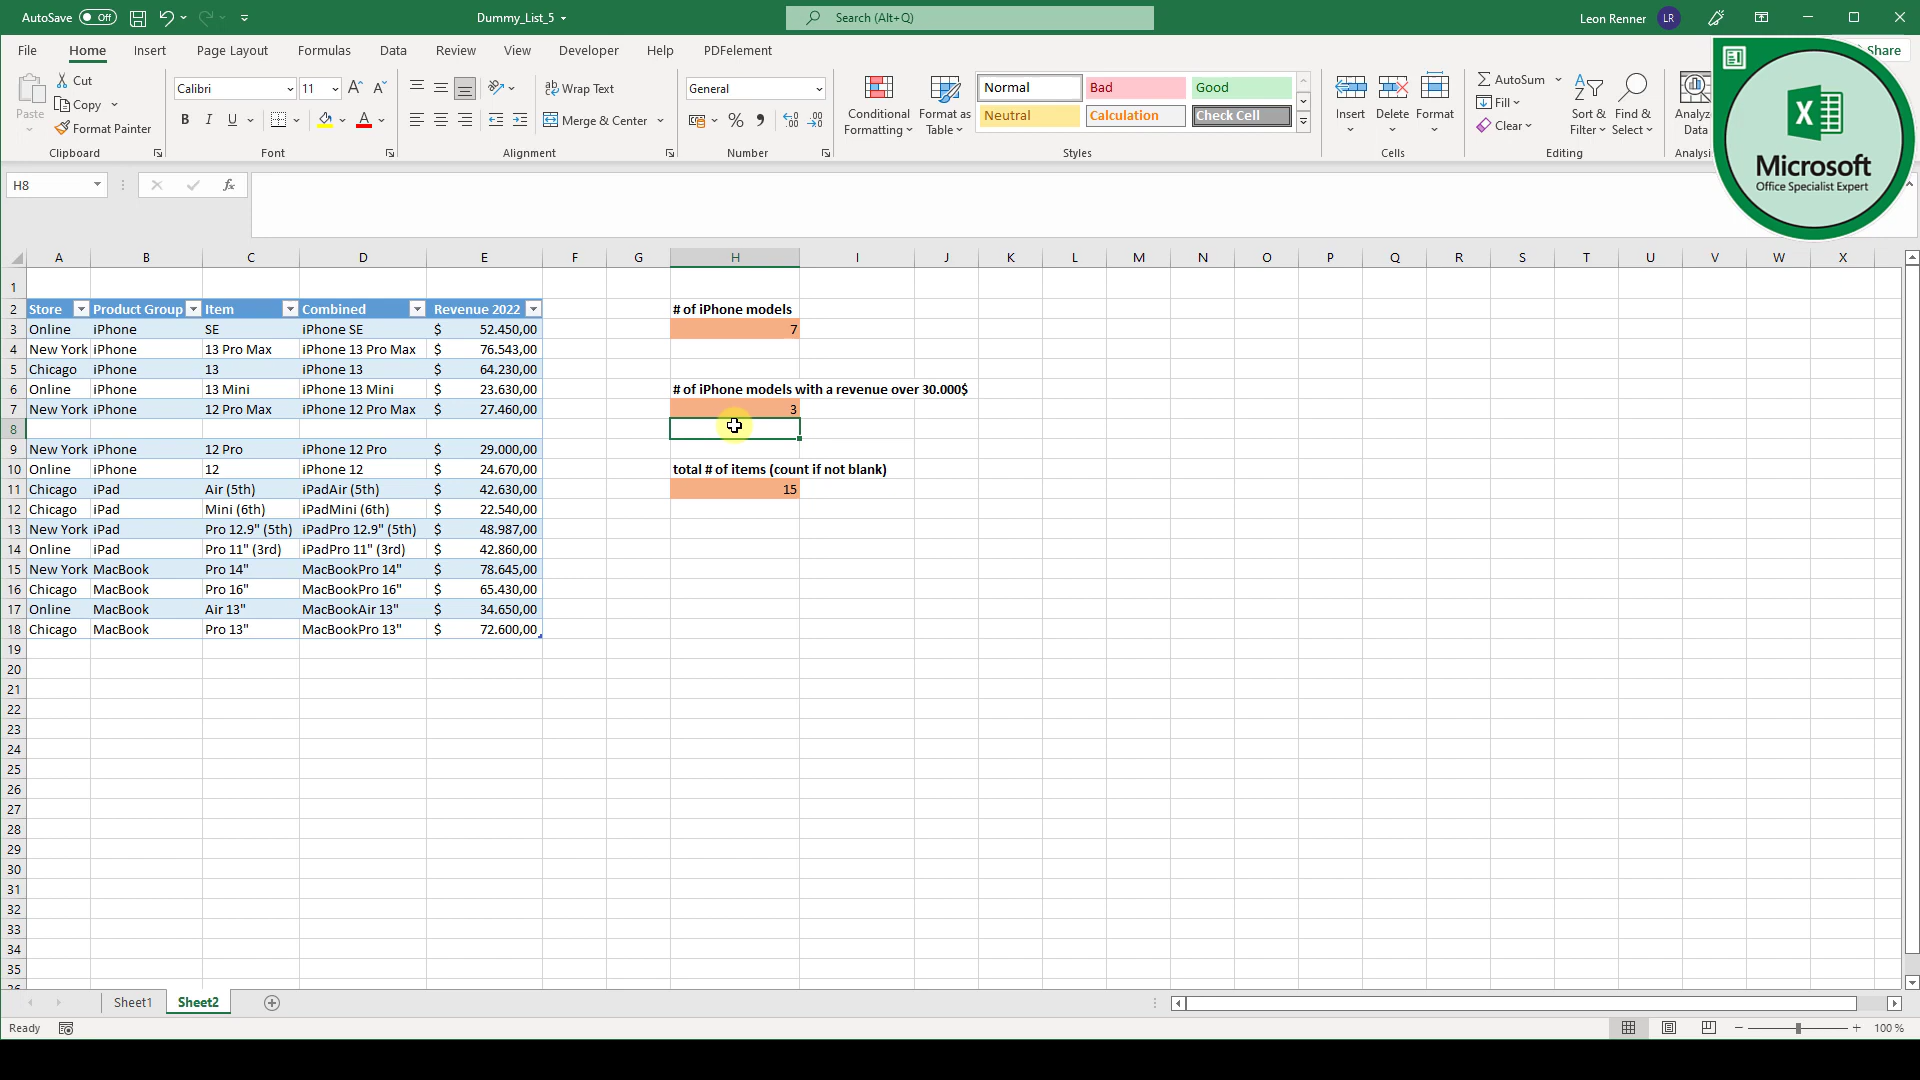 AutoSave Off Dummy_List_5 Search (Alt+Q) Leon Renner LR
File Home Insert Page Layout Formulas Data Review View Developer Help PDFelement Share
Paste Cut Copy Format Painter Clipboard
Calibri 11 A A B I U A Font
ab Wrap Text Merge & Center Alignment
General % Number
Conditional Formatting Format as Table Normal Bad Good
Neutral Calculation Check Cell Styles
Insert Delete Format Cells
AutoSum Fill Clear Sort & Filter Find & Select Editing
Analyz Data Analysi
Microsoft
Office Specialist Expert
H8 fx
A B C D E F G H I J K L M N O P Q R S T U V W X
1
2 Store Product Group Item Combined Revenue 2022 # of iPhone models
3 Online iPhone SE iPhone SE $ 52.450,00 7
4 New York iPhone 13 Pro Max iPhone 13 Pro Max $ 76.543,00
5 Chicago iPhone 13 iPhone 13 $ 64.230,00
6 Online iPhone 13 Mini iPhone 13 Mini $ 23.630,00 # of iPhone models with a revenue over 30.000$
7 New York iPhone 12 Pro Max iPhone 12 Pro Max $ 27.460,00 3
8
9 New York iPhone 12 Pro iPhone 12 Pro $ 29.000,00
10 Online iPhone 12 iPhone 12 $ 24.670,00 total # of items (count if not blank)
11 Chicago iPad Air (5th) iPadAir (5th) $ 42.630,00 15
12 Chicago iPad Mini (6th) iPadMini (6th) $ 22.540,00
13 New York iPad Pro 12.9" (5th) iPadPro 12.9" (5th) $ 48.987,00
14 Online iPad Pro 11" (3rd) iPadPro 11" (3rd) $ 42.860,00
15 New York MacBook Pro 14" MacBookPro 14" $ 78.645,00
16 Chicago MacBook Pro 16" MacBookPro 16" $ 65.430,00
17 Online MacBook Air 13" MacBookAir 13" $ 34.650,00
18 Chicago MacBook Pro 13" MacBookPro 13" $ 72.600,00
19
20
21
22
23
24
25
26
27
28
29
30
31
32
33
34
35
Sheet1 Sheet2
Ready 100 %